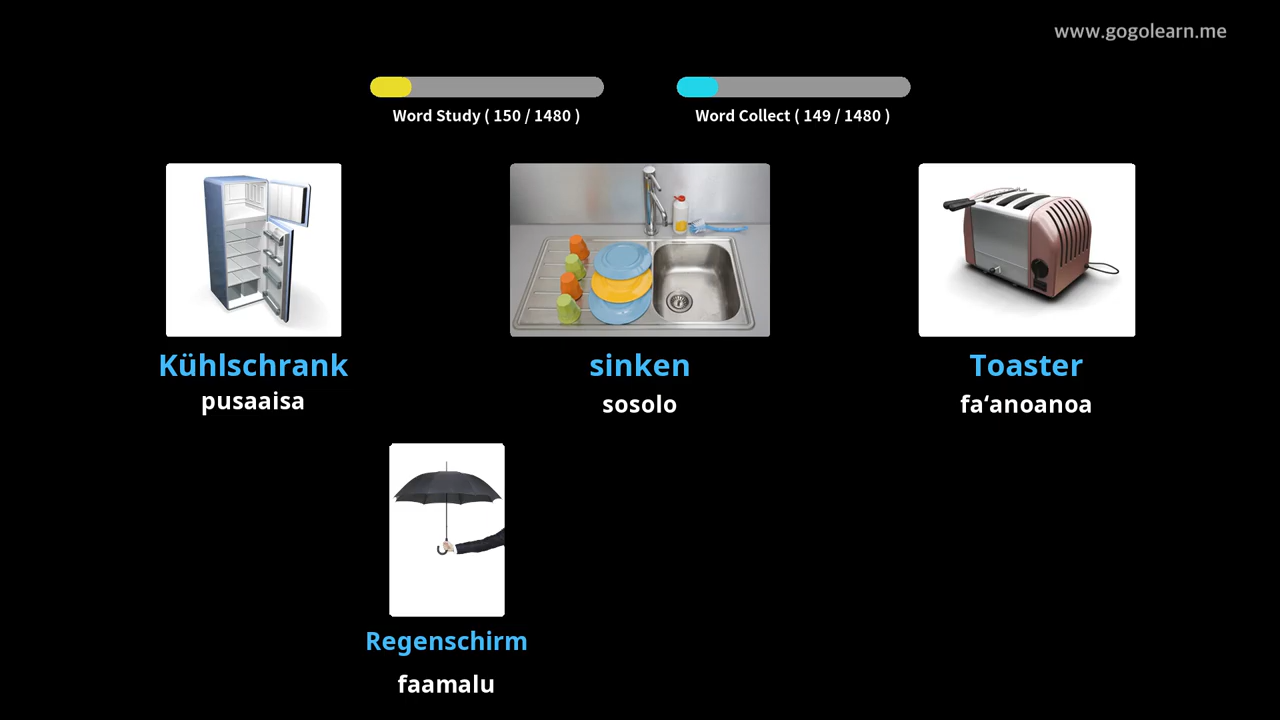 www.gogolearn.me
Word Study ( 150 / 1480 )
Word Collect ( 149 / 1480 )
Kühlschrank
pusaaisa
sinken
sosolo
Toaster
fa‘anoanoa
Regenschirm
faamalu